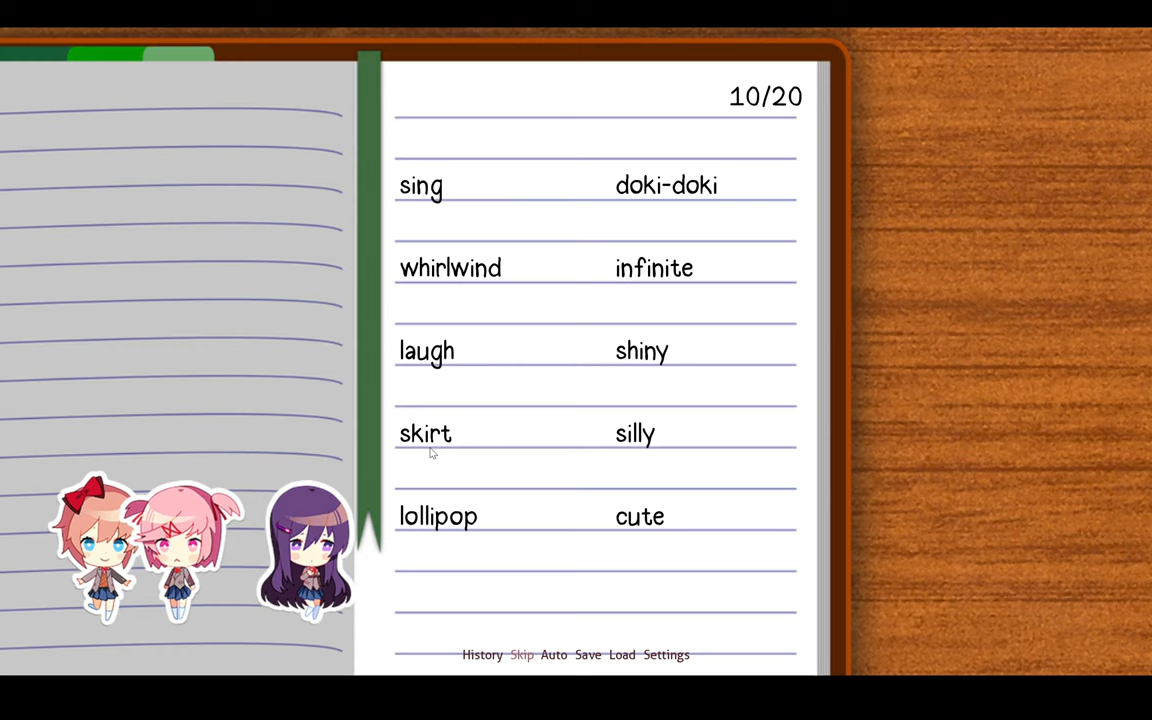 10/20
sing doki-doki
whirlwind infinite
laugh shiny
skirt silly
lollipop cute
History Skip Auto Save Load Settings